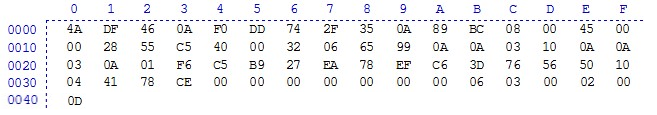 0 1 2 3 4 5 6 7 8 9 A B C D E F
0000 4A DF 46 0A F0 DD 74 2F 35 0A 89 BC 08 00 45 00
0010 00 28 55 C5 40 00 32 06 65 99 0A 0A 03 10 0A 0A
0020 03 0A 01 F6 C5 B9 27 EA 78 EF C6 3D 76 56 50 10
0030 04 41 78 CE 00 00 00 00 00 00 06 03 00 02 00
0040 0D